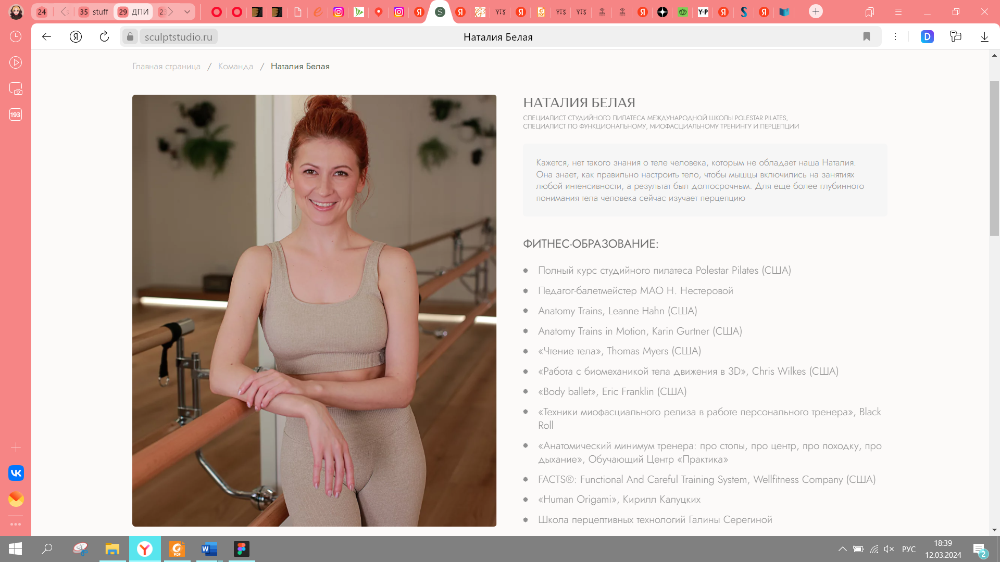 24
35 stuff
29 ДПИ
YTS
YTS
YTS
Y•P
sculptstudio.ru
Наталия Белая
D
193
Главная страница / Команда / Наталия Белая
НАТАЛИЯ БЕЛАЯ
СПЕЦИАЛИСТ СТУДИЙНОГО ПИЛАТЕСА МЕЖДУНАРОДНОЙ ШКОЛЫ POLESTAR PILATES,
СПЕЦИАЛИСТ ПО ФУНКЦИОНАЛЬНОМУ, МИОФАСЦИАЛЬНОМУ ТРЕНИНГУ И ПЕРЦЕПЦИИ
Кажется, нет такого знания о теле человека, которым не обладает наша Наталия.
Она знает, как правильно настроить тело, чтобы мышцы включились на занятиях
любой интенсивности, а результат был долгосрочным. Для еще более глубинного
понимания тела человека сейчас изучает перцепцию
ФИТНЕС-ОБРАЗОВАНИЕ:
Полный курс студийного пилатеса Polestar Pilates (США)
Педагог-балетмейстер МАО Н. Нестеровой
Anatomy Trains, Leanne Hahn (США)
Anatomy Trains in Motion, Karin Gurtner (США)
«Чтение тела», Thomas Myers (США)
«Работа с биомеханикой тела движения в 3D», Chris Wilkes (США)
«Body ballet», Eric Franklin (США)
«Техники миофасциального релиза в работе персонального тренера», Black
Roll
«Анатомический минимум тренера: про стопы, про центр, про походку, про
дыхание», Обучающий Центр «Практика»
FACTS®: Functional And Careful Training System, Wellfitness Company (США)
«Human Origami», Кирилл Калуцких
Школа перцептивных технологий Галины Серегиной
РУС
18:39
12.03.2024
2